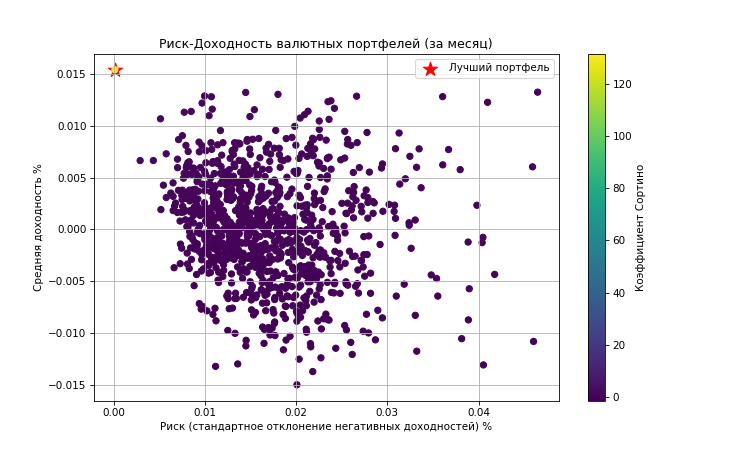 Риск-Доходность валютных портфелей (за месяц)
Лучший портфель
0.015
0.010
0.005
0.000
−0.005
−0.010
−0.015
Средняя доходность %
0.00 0.01 0.02 0.03 0.04
Риск (стандартное отклонение негативных доходностей) %
120
100
80
60
40
20
0
Коэффициент Сортино